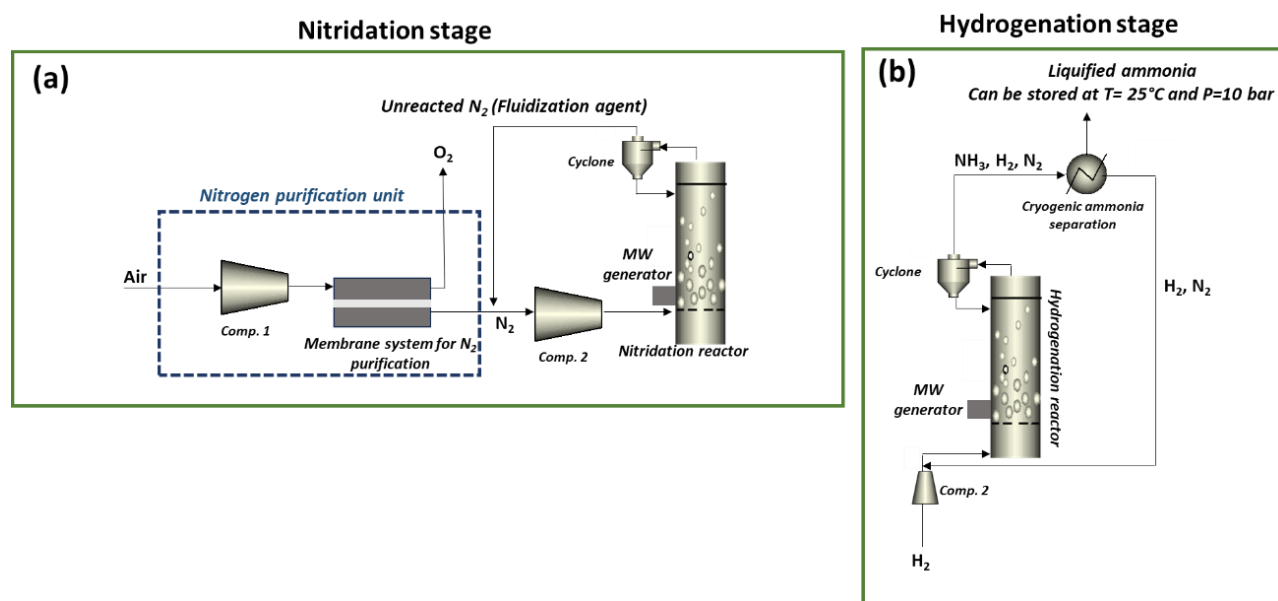 Nitridation stage
(a)
Unreacted N₂ (Fluidization agent)
Cyclone
O₂
Nitrogen purification unit
MW
generator
Air
Comp. 1
N₂
Membrane system for N₂
purification
Comp. 2
Nitridation reactor
Hydrogenation stage
(b)
Liquified ammonia
Can be stored at T= 25°C and P=10 bar
NH₃, H₂, N₂
Cryogenic ammonia
separation
Cyclone
H₂, N₂
Hydrogenation
reactor
MW
generator
Comp. 2
H₂